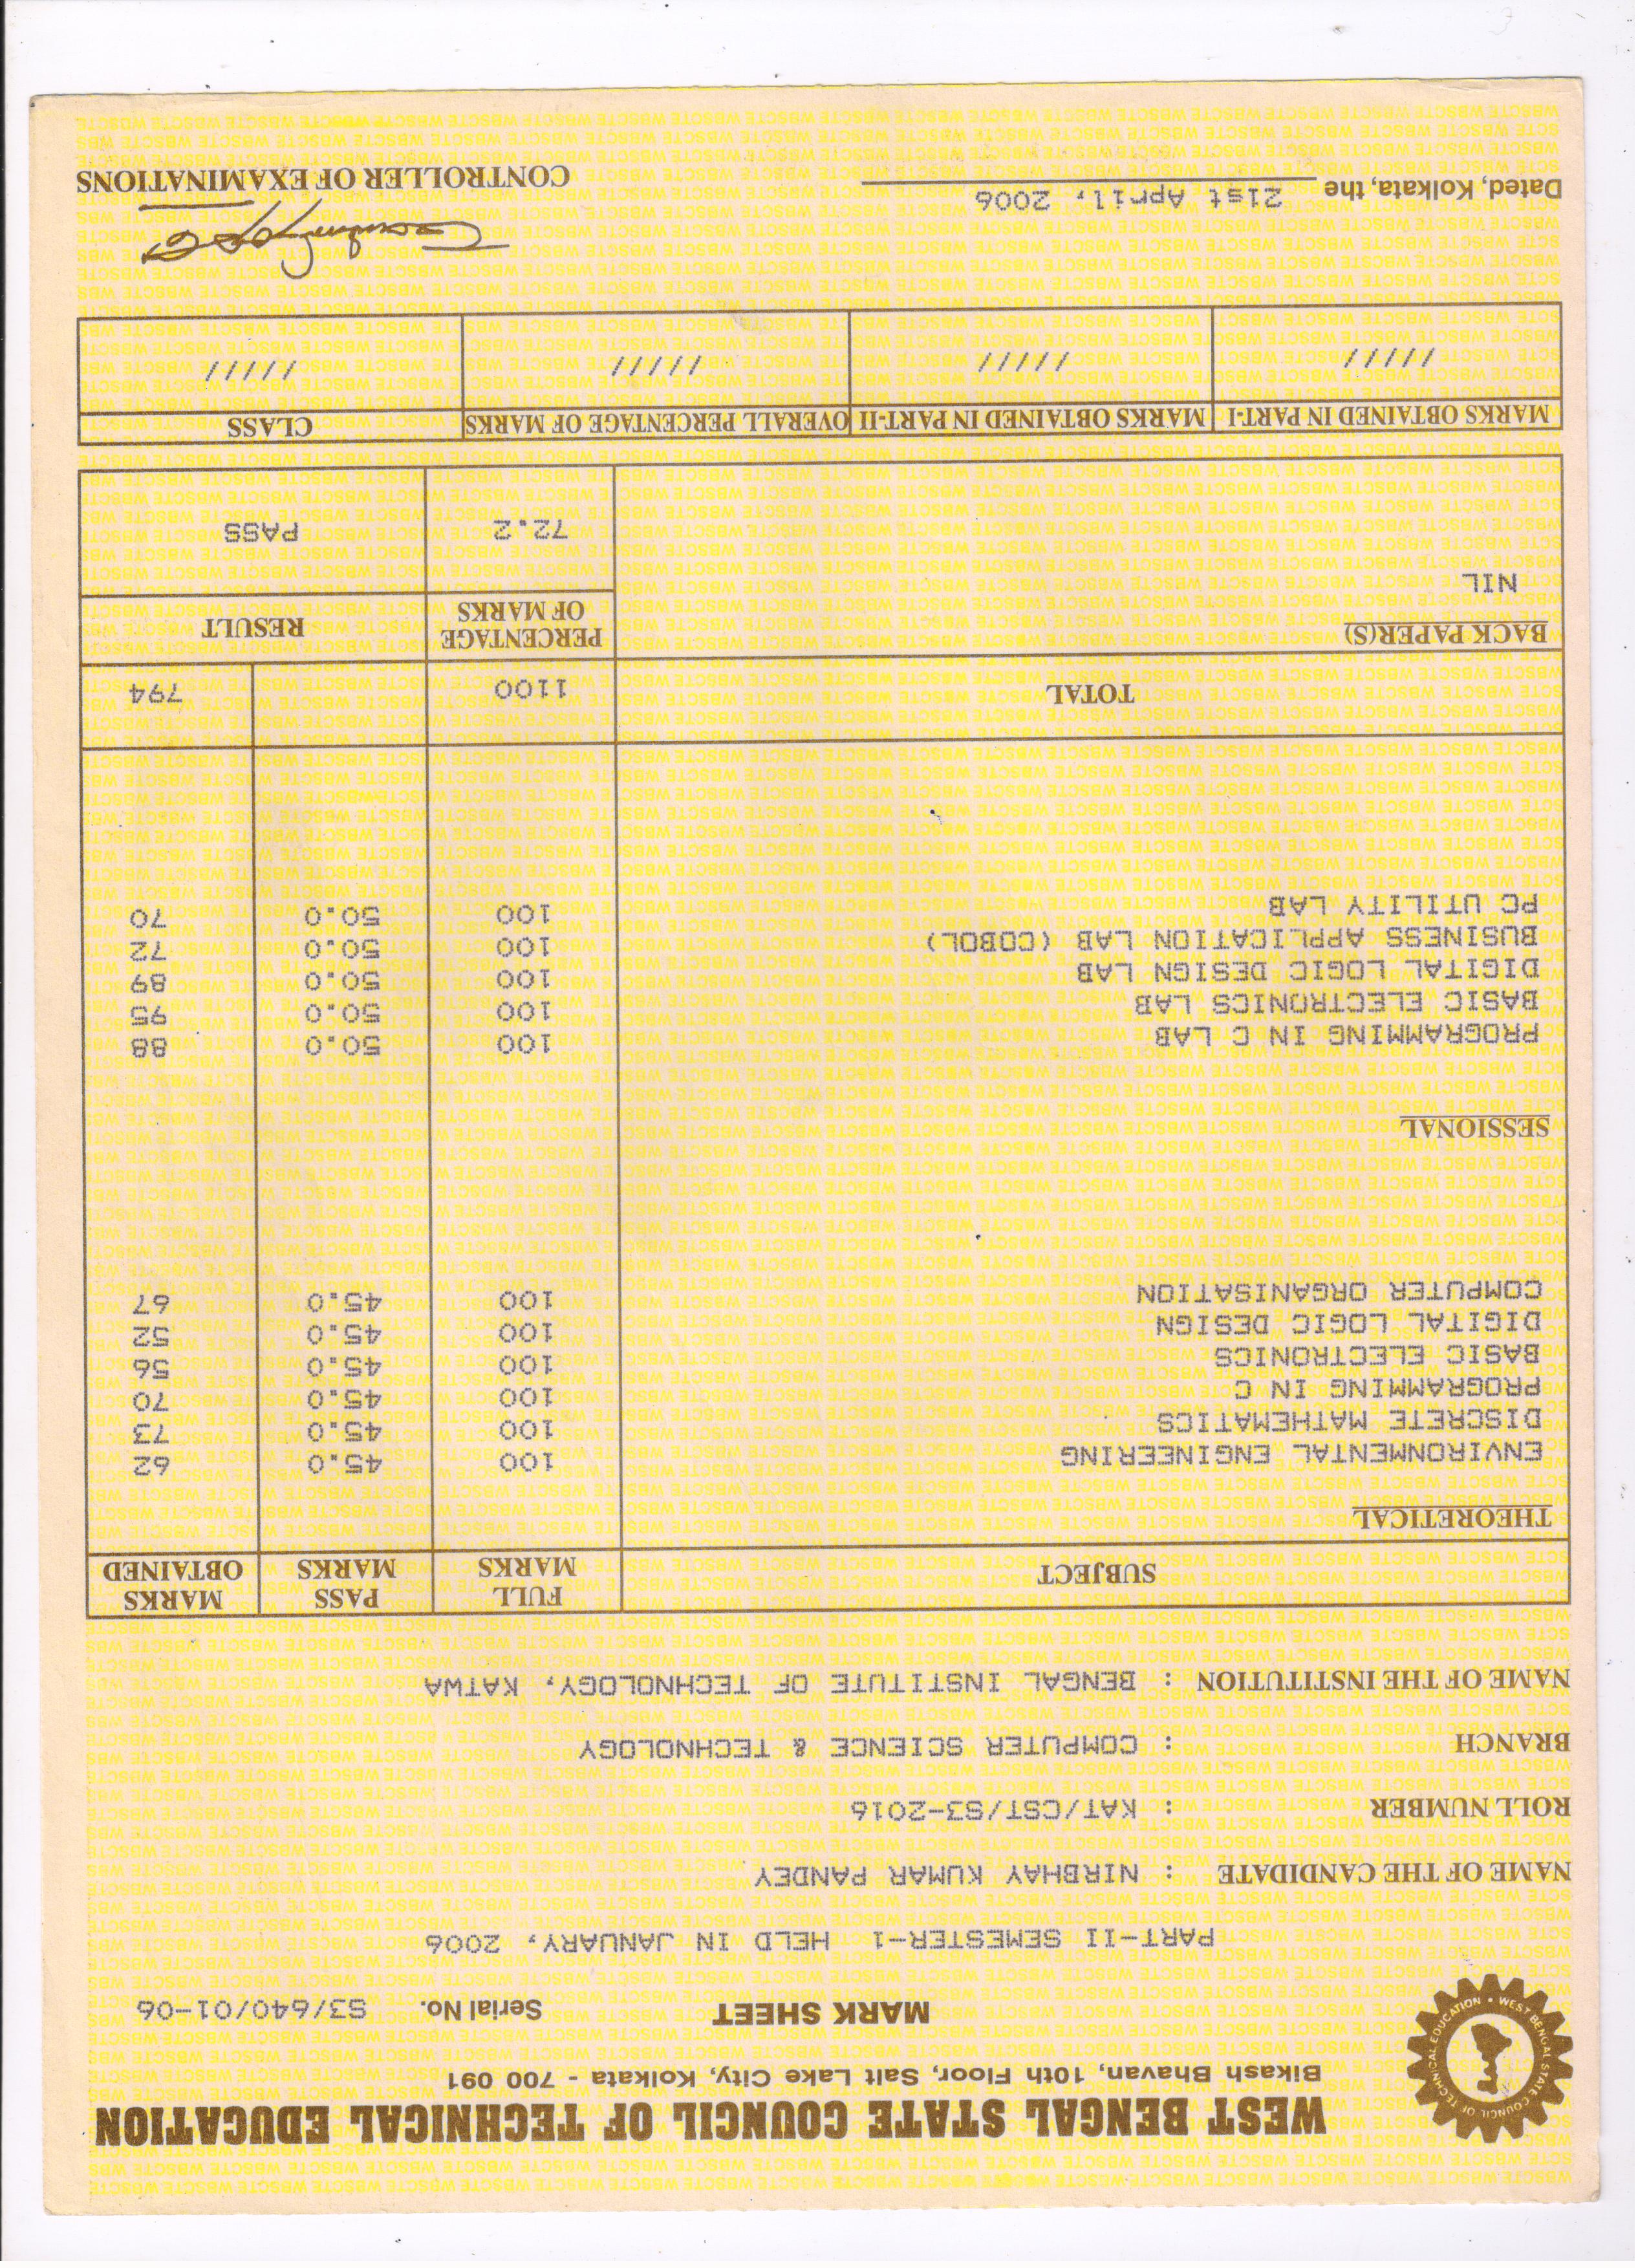 WEST BENGAL STATE COUNCIL OF TECHNICAL EDUCATION
Bikash Bhavan, 10th Floor, Salt Lake City, Kolkata - 700 091
WEST BENGAL STATE COUNCIL OF TECHNICAL EDUCATION
MARK SHEET Serial No. S3/640/01-06
PART-II SEMESTER-1 HELD IN JANUARY, 2006
NAME OF THE CANDIDATE : NIRBHAY KUMAR PANDEY
ROLL NUMBER : KAT/CST/S3-2016
BRANCH : COMPUTER SCIENCE & TECHNOLOGY
NAME OF THE INSTITUTION : BENGAL INSTITUTE OF TECHNOLOGY, KATWA
SUBJECT FULL MARKS PASS MARKS MARKS OBTAINED
THEORETICAL
ENVIRONMENTAL ENGINEERING 100 45.0 62
DISCRETE MATHEMATICS 100 45.0 73
PROGRAMMING IN C 100 45.0 70
BASIC ELECTRONICS 100 45.0 56
DIGITAL LOGIC DESIGN 100 45.0 52
COMPUTER ORGANISATION 100 45.0 67
SESSIONAL
PROGRAMMING IN C LAB 100 50.0 88
BASIC ELECTRONICS LAB 100 50.0 95
DIGITAL LOGIC DESIGN LAB 100 50.0 89
BUSINESS APPLICATION LAB (COBOL) 100 50.0 72
PC UTILITY LAB 100 50.0 70
TOTAL 1100 794
BACK PAPER(S) PERCENTAGE OF MARKS RESULT
NIL 72.2 PASS
MARKS OBTAINED IN PART-I MARKS OBTAINED IN PART-II OVERALL PERCENTAGE OF MARKS CLASS
///// ///// ///// /////
Dated, Kolkata, the 21st April, 2006 CONTROLLER OF EXAMINATIONS